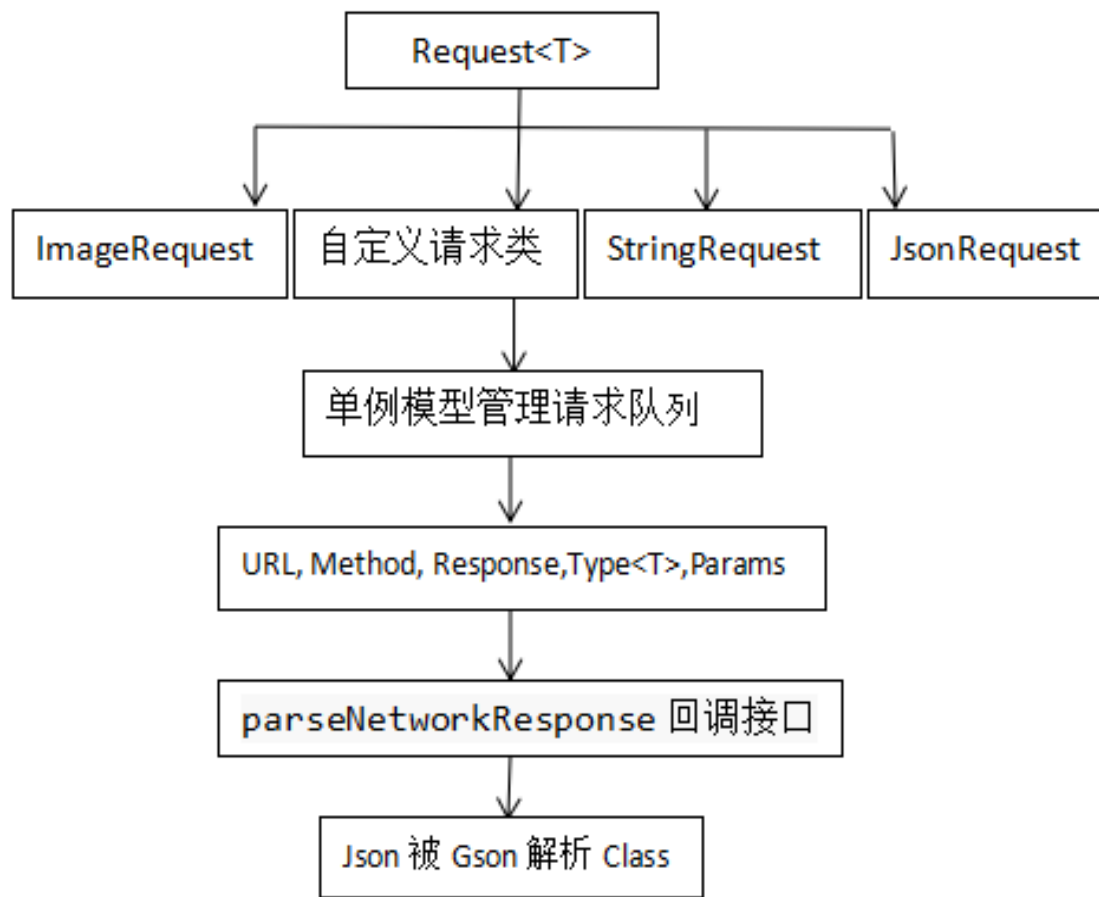 Request<T>
ImageRequest
自定义请求类
StringRequest
JsonRequest
单例模型管理请求队列
URL, Method, Response,Type<T>,Params
parseNetworkResponse 回调接口
Json 被 Gson 解析 Class